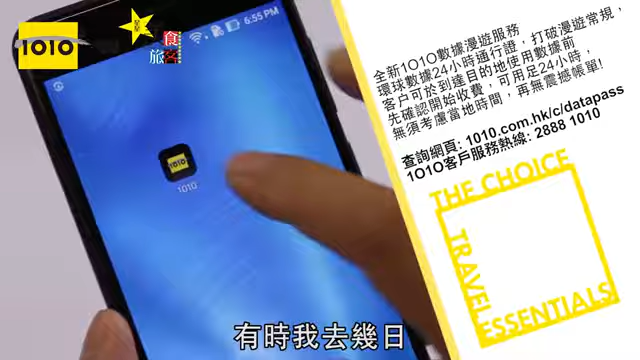 1O1O
食
旅客
6:55 PM
1O1O
1010
全新1O1O數據漫遊服務
環球數據24小時通行證，打破漫遊常規，
客户可於到達目的地使用數據前
先確認開始收費，可用足24小時，
無須考慮當地時間，再無震撼帳單!
查詢網頁: 1010.com.hk/c/datapass
1O1O客戶服務熱線: 2888 1010
THE CHOICE
TRAVEL
ESSENTIALS
有時我去幾日